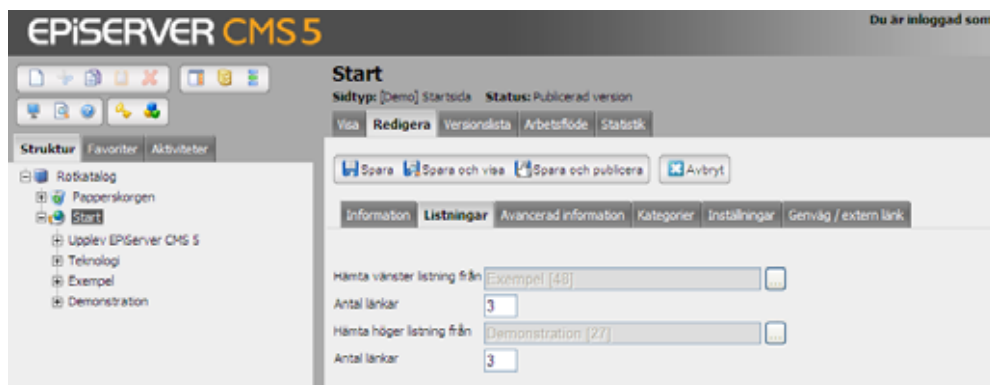 EPiSERVER CMS 5
Du är inloggad som
Start
Sidtyp: [Demo] Startsida Status: Publicerad version
Visa Redigera Versionslista Arbetsflöde Statistik
Struktur Favoriter Aktiviteter
Spara Spara och visa Spara och publicera Avbryt
Rotkatalog
Papperskorgen
Start
Upplev EPiServer CMS 5
Teknologi
Exempel
Demonstration
Information Listningar Avancerad information Kategorier Inställningar Genväg / extern länk
Hämta vänster listning från Exempel [48] ...
Antal länkar 3
Hämta höger listning från Demonstration [27] ...
Antal länkar 3